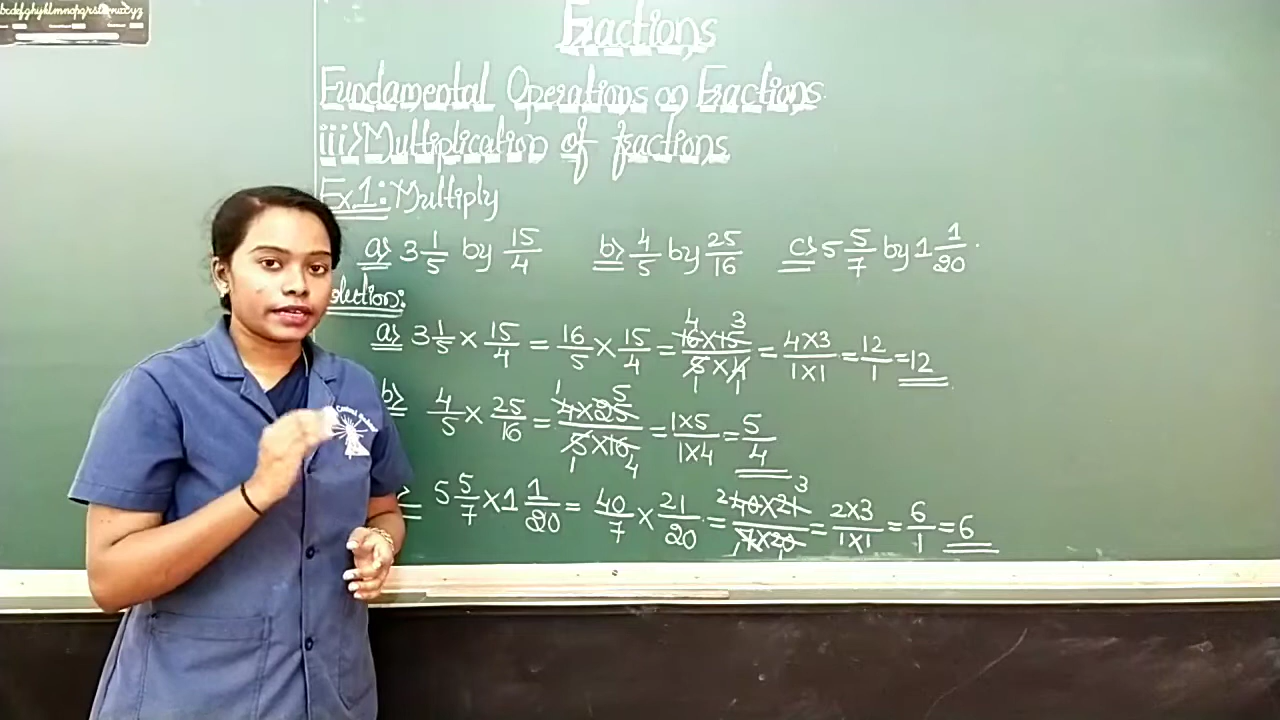 abcdefghijklmnopqrstuvwxyz
Fractions
Fundamental Operations on Fractions
iii> Multiplication of fractions
Ex.1: Multiply
a> 3 1/5 by 15/4 b> 4/5 by 25/16 c> 5 5/7 by 1 1/20.
a> 3 1/5 × 15/4 = 16/5 × 15/4 = 16×15/5×4 = 4×3/1×1 = 12/1 = 12
b> 4/5 × 25/16 = 4×25/5×16 = 1×5/1×4 = 5/4
5 5/7 × 1 1/20 = 40/7 × 21/20 = 40×21/7×20 = 2×3/1×1 = 6/1 = 6